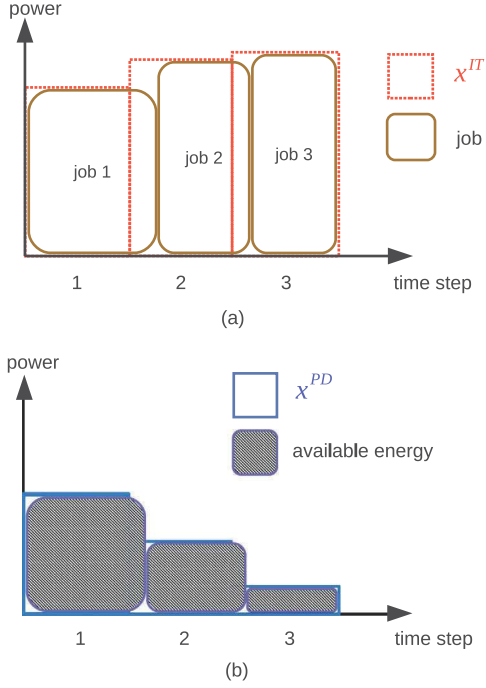 power
x^IT
job
job 1
job 2
job 3
1
2
3
time step
(a)
power
x^PD
available energy
1
2
3
time step
(b)